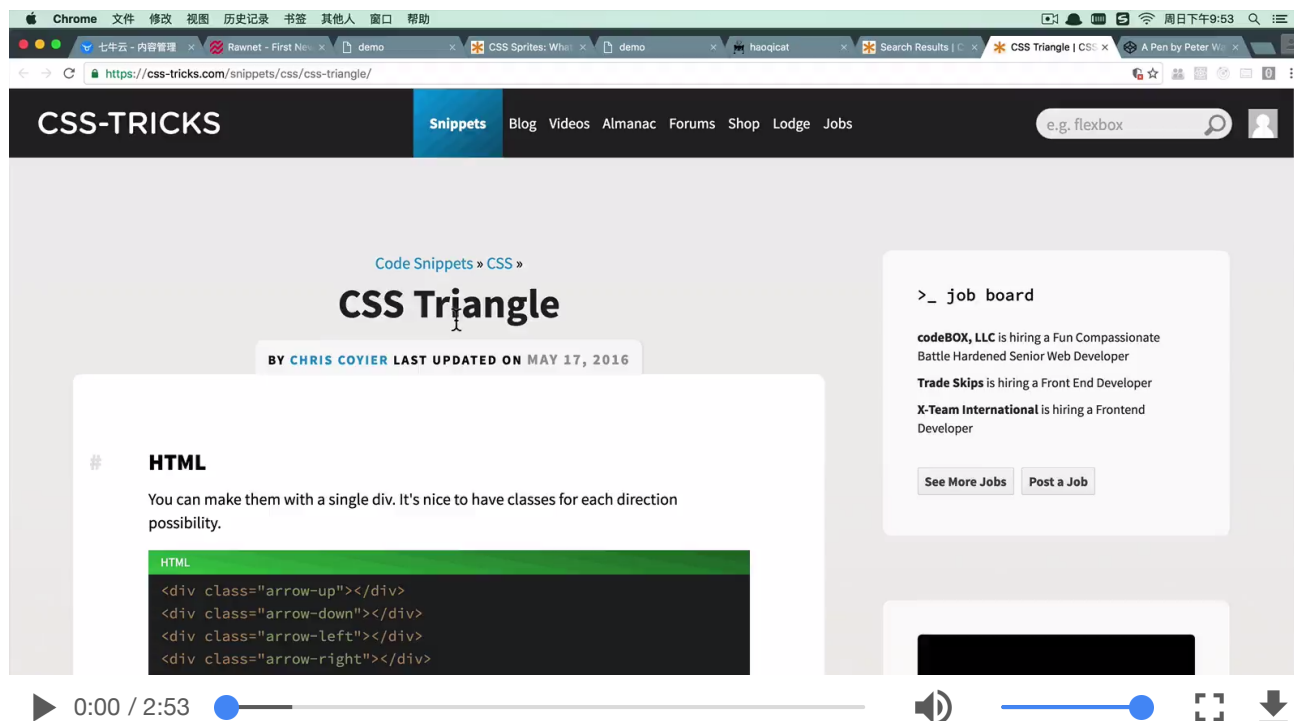 Chrome 文件 修改 视图 历史记录 书签 其他人 窗口 帮助 周日下午9:53
七牛云 - 内容管理 Rawnet - First New demo CSS Sprites: What demo haoqicat Search Results | C CSS Triangle | CSS A Pen by Peter Wa
https://css-tricks.com/snippets/css/css-triangle/
CSS-TRICKS Snippets Blog Videos Almanac Forums Shop Lodge Jobs e.g. flexbox
Code Snippets » CSS »
CSS Triangle
BY CHRIS COYIER LAST UPDATED ON MAY 17, 2016
# HTML
You can make them with a single div. It's nice to have classes for each direction
possibility.
HTML
<div class="arrow-up"></div>
<div class="arrow-down"></div>
<div class="arrow-left"></div>
<div class="arrow-right"></div>
>_ job board
codeBOX, LLC is hiring a Fun Compassionate
Battle Hardened Senior Web Developer
Trade Skips is hiring a Front End Developer
X-Team International is hiring a Frontend
Developer
See More Jobs Post a Job
0:00 / 2:53